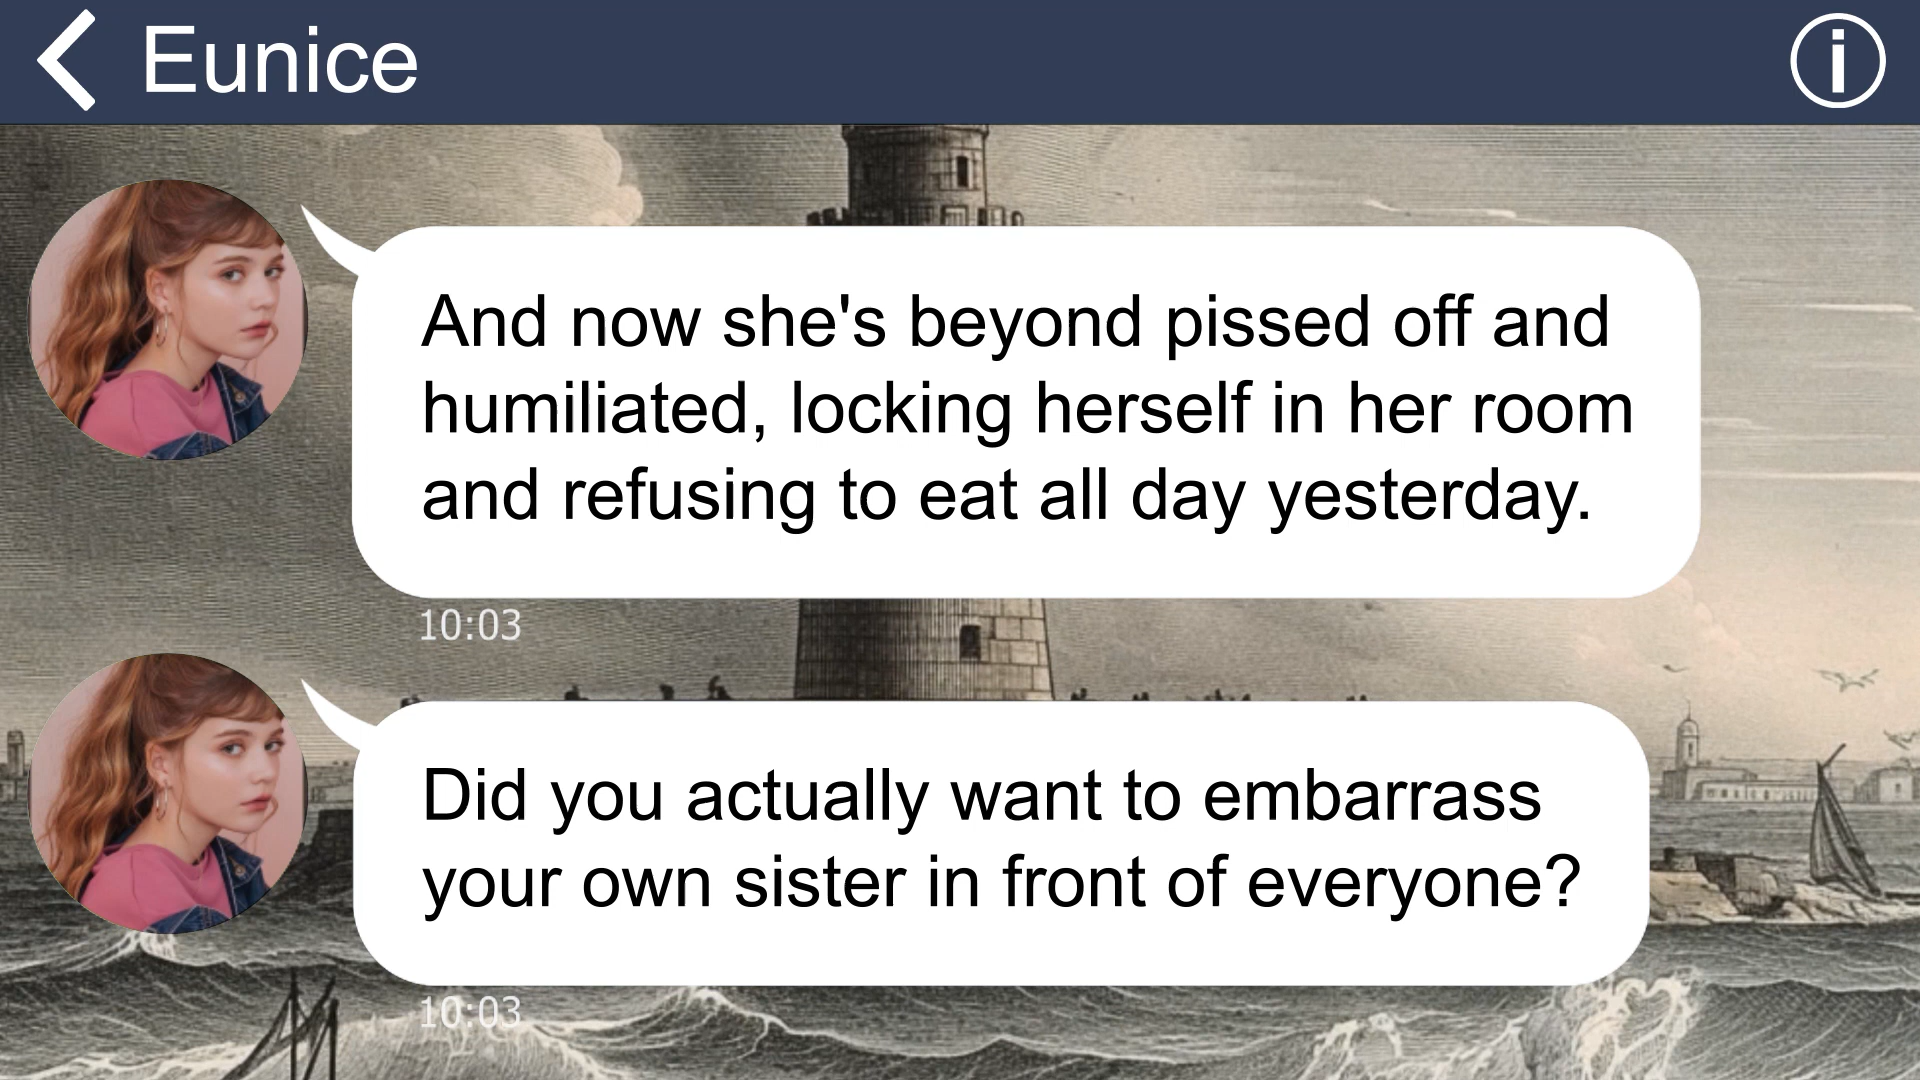 Eunice
And now she's beyond pissed off and
humiliated, locking herself in her room
and refusing to eat all day yesterday.
10:03
Did you actually want to embarrass
your own sister in front of everyone?
10:03